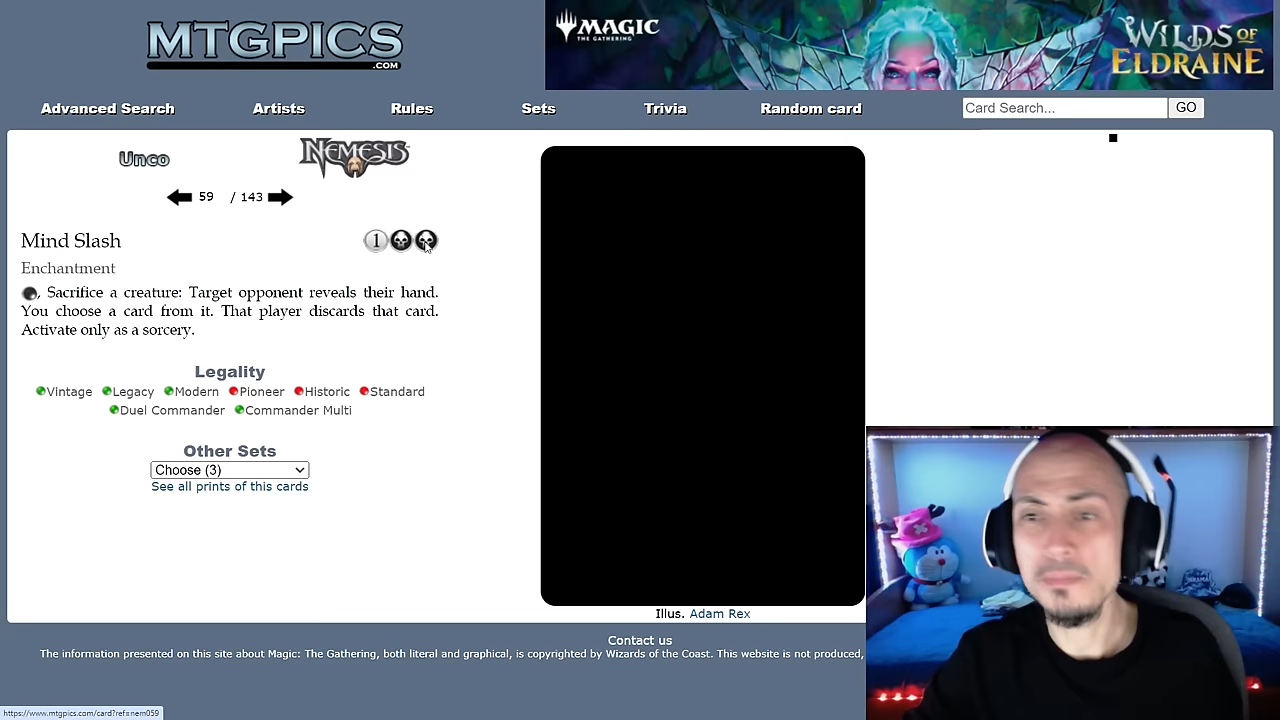 MTGPICS
.COM
MAGIC
THE GATHERING
WILDS OF
ELDRAINE
Advanced Search Artists Rules Sets Trivia Random card Card Search... GO
Unco NEMESIS
59 / 143
Mind Slash 1
Enchantment
, Sacrifice a creature: Target opponent reveals their hand.
You choose a card from it. That player discards that card.
Activate only as a sorcery.
Legality
Vintage Legacy Modern Pioneer Historic Standard
Duel Commander Commander Multi
Other Sets
Choose (3)
See all prints of this cards
Illus. Adam Rex
Contact us
The information presented on this site about Magic: The Gathering, both literal and graphical, is copyrighted by Wizards of the Coast. This website is not produced,
https://www.mtgpics.com/card?ref=nem059